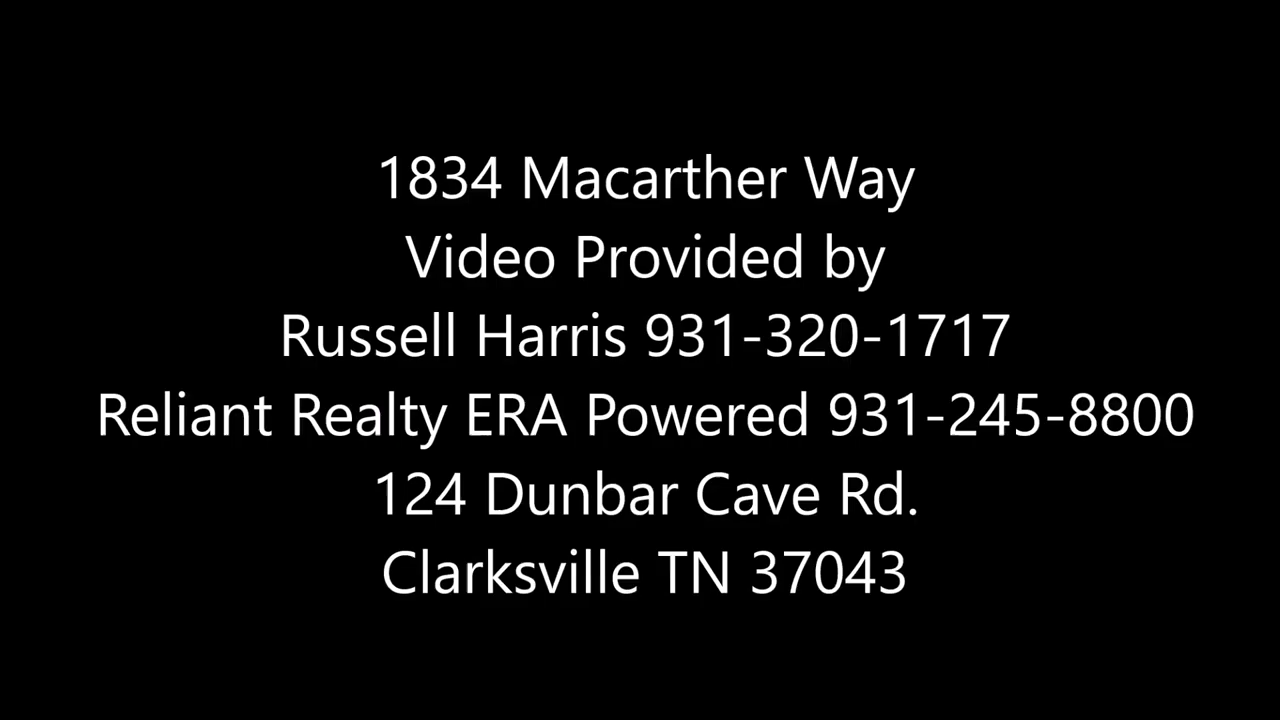 1834 Macarther Way
Video Provided by
Russell Harris 931-320-1717
Reliant Realty ERA Powered 931-245-8800
124 Dunbar Cave Rd.
Clarksville TN 37043